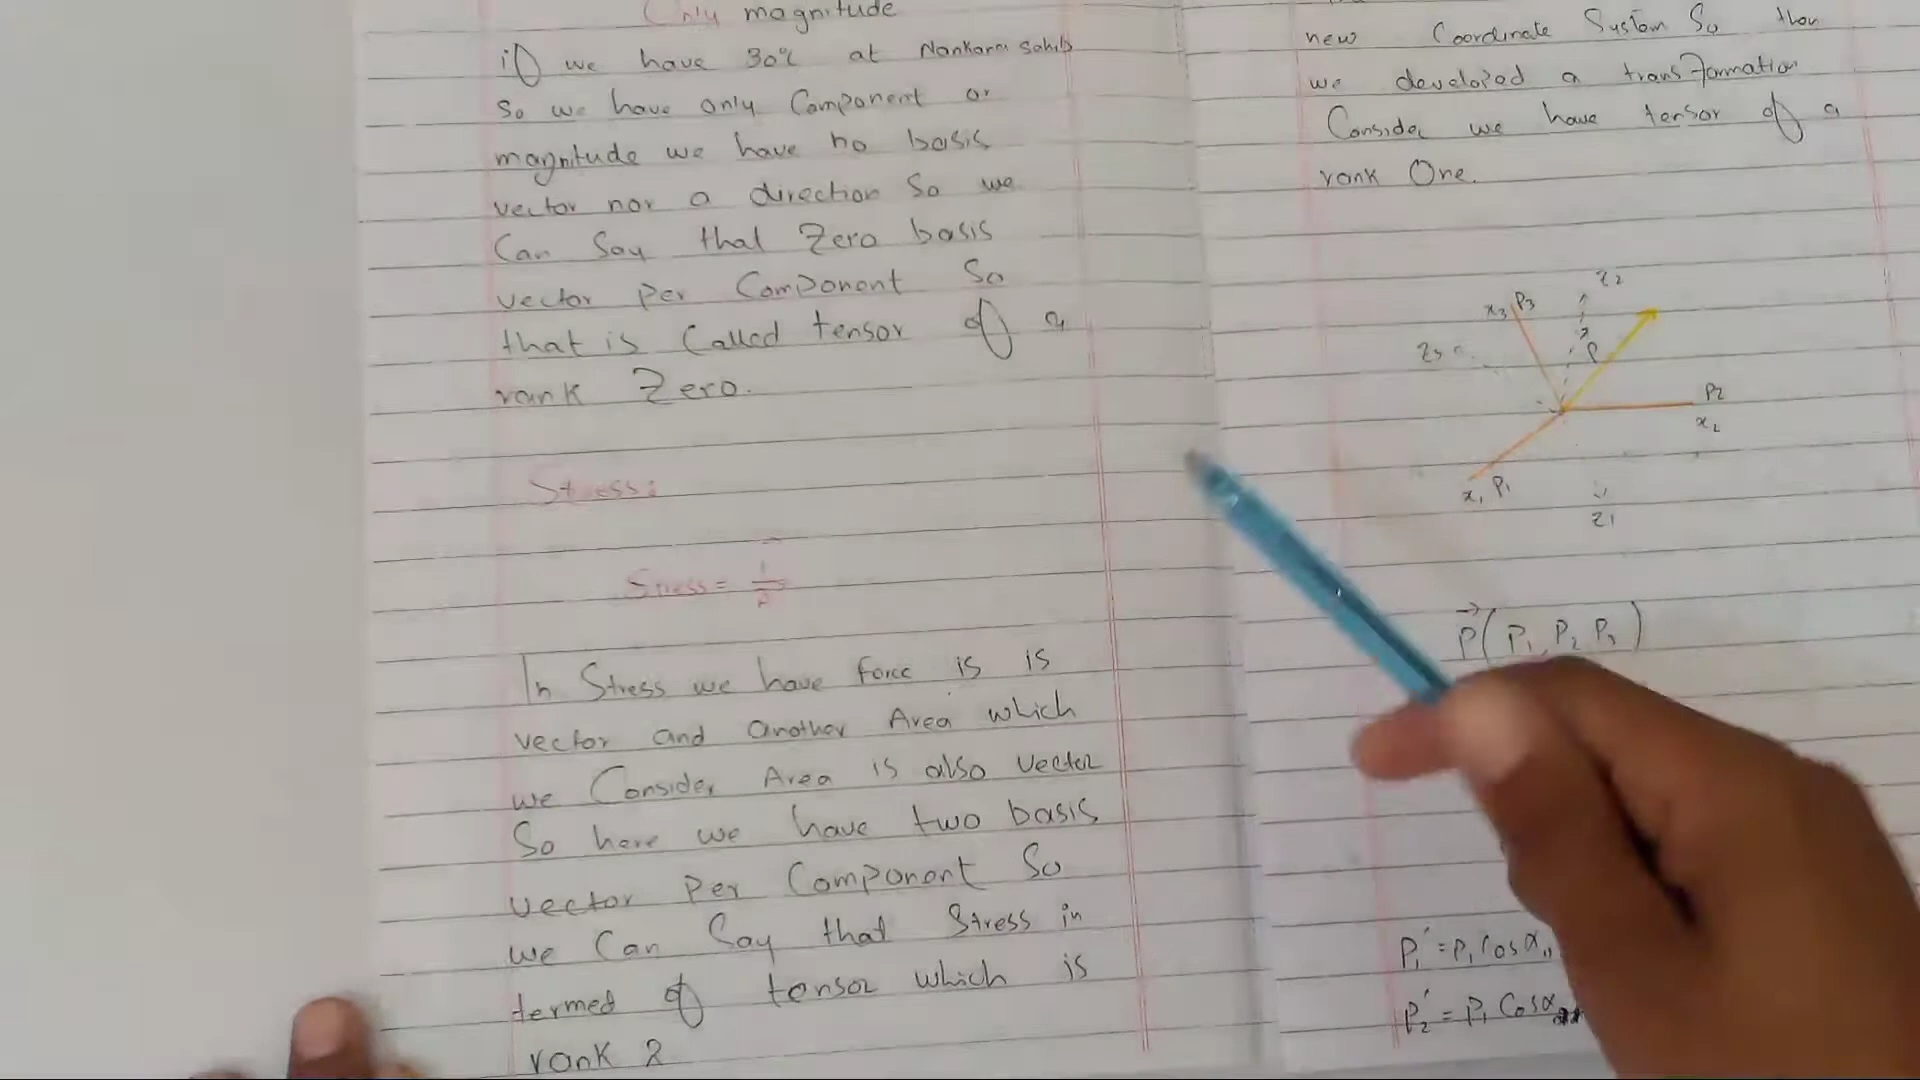 Only magnitude
if we have 30°c at Nankana sahib
So we have only Component or
magnitude we have no basis
vector nor a direction So we
Can Say that Zero basis
vector Per Component So
that is Called tensor of a
rank Zero.
Stress:
Stress =
In Stress we have force is is
vector and another Area which
we Consider Area is also vector
So here we have two basis
vector Per Component So
we Can Say that Stress in
termed of tensor which is
rank 2
new Coordinate System So then
we developed a transformation
Consider we have tensor of a
rank One.
x3 P3
z2
z3
P
P2
x2
x1 P1
z1
P(P1, P2 P3)
P1' = P1 Cos α11
P2' = P1 Cos α